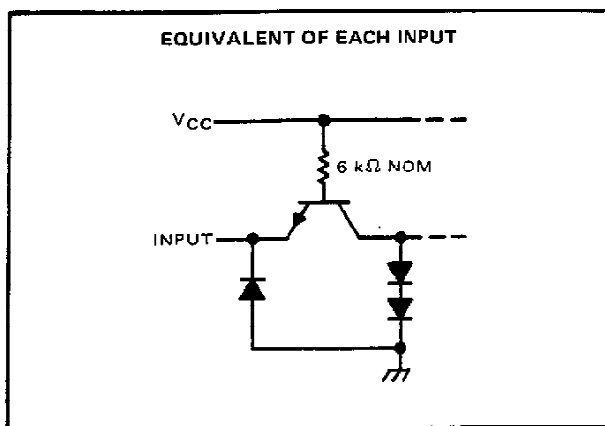 EQUIVALENT OF EACH INPUT
VCC
6 kΩ NOM
INPUT